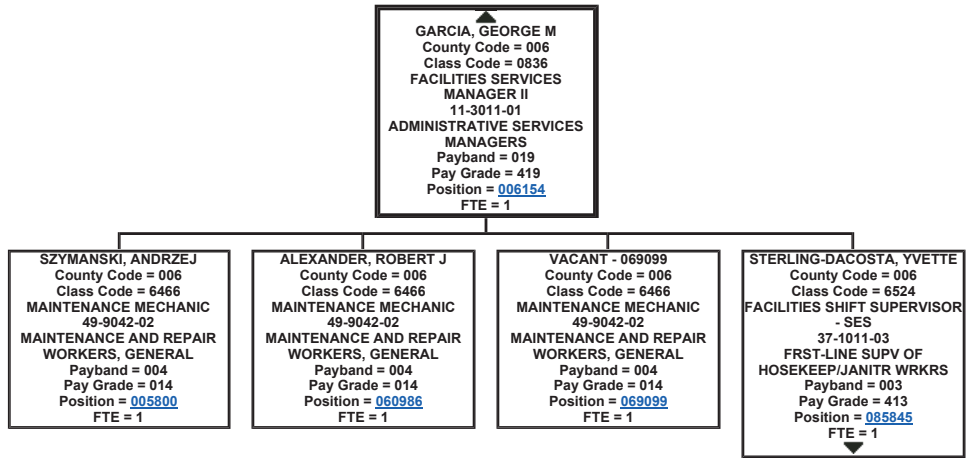 GARCIA, GEORGE M
County Code = 006
Class Code = 0836
FACILITIES SERVICES
MANAGER II
11-3011-01
ADMINISTRATIVE SERVICES
MANAGERS
Payband = 019
Pay Grade = 419
Position = 006154
FTE = 1
SZYMANSKI, ANDRZEJ
County Code = 006
Class Code = 6466
MAINTENANCE MECHANIC
49-9042-02
MAINTENANCE AND REPAIR
WORKERS, GENERAL
Payband = 004
Pay Grade = 014
Position = 005800
FTE = 1
ALEXANDER, ROBERT J
County Code = 006
Class Code = 6466
MAINTENANCE MECHANIC
49-9042-02
MAINTENANCE AND REPAIR
WORKERS, GENERAL
Payband = 004
Pay Grade = 014
Position = 060986
FTE = 1
VACANT - 069099
County Code = 006
Class Code = 6466
MAINTENANCE MECHANIC
49-9042-02
MAINTENANCE AND REPAIR
WORKERS, GENERAL
Payband = 004
Pay Grade = 014
Position = 069099
FTE = 1
STERLING-DACOSTA, YVETTE
County Code = 006
Class Code = 6524
FACILITIES SHIFT SUPERVISOR
- SES
37-1011-03
FRST-LINE SUPV OF
HOSEKEEP/JANITR WRKRS
Payband = 003
Pay Grade = 413
Position = 085845
FTE = 1